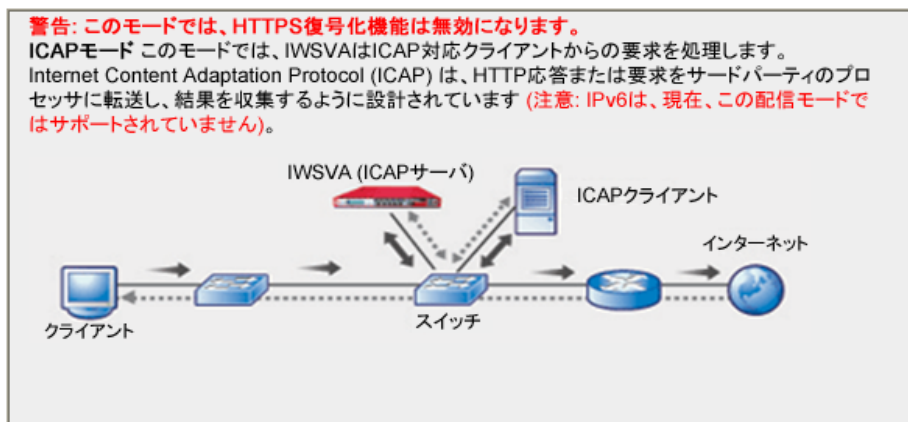 警告: このモードでは、HTTPS復号化機能は無効になります。
ICAPモード このモードでは、IWSVAはICAP対応クライアントからの要求を処理します。
Internet Content Adaptation Protocol (ICAP) は、HTTP応答または要求をサードパーティのプロ
セッサに転送し、結果を収集するように設計されています (注意: IPv6は、現在、この配信モードで
はサポートされていません)。
IWSVA (ICAPサーバ)
ICAPクライアント
インターネット
クライアント
スイッチ